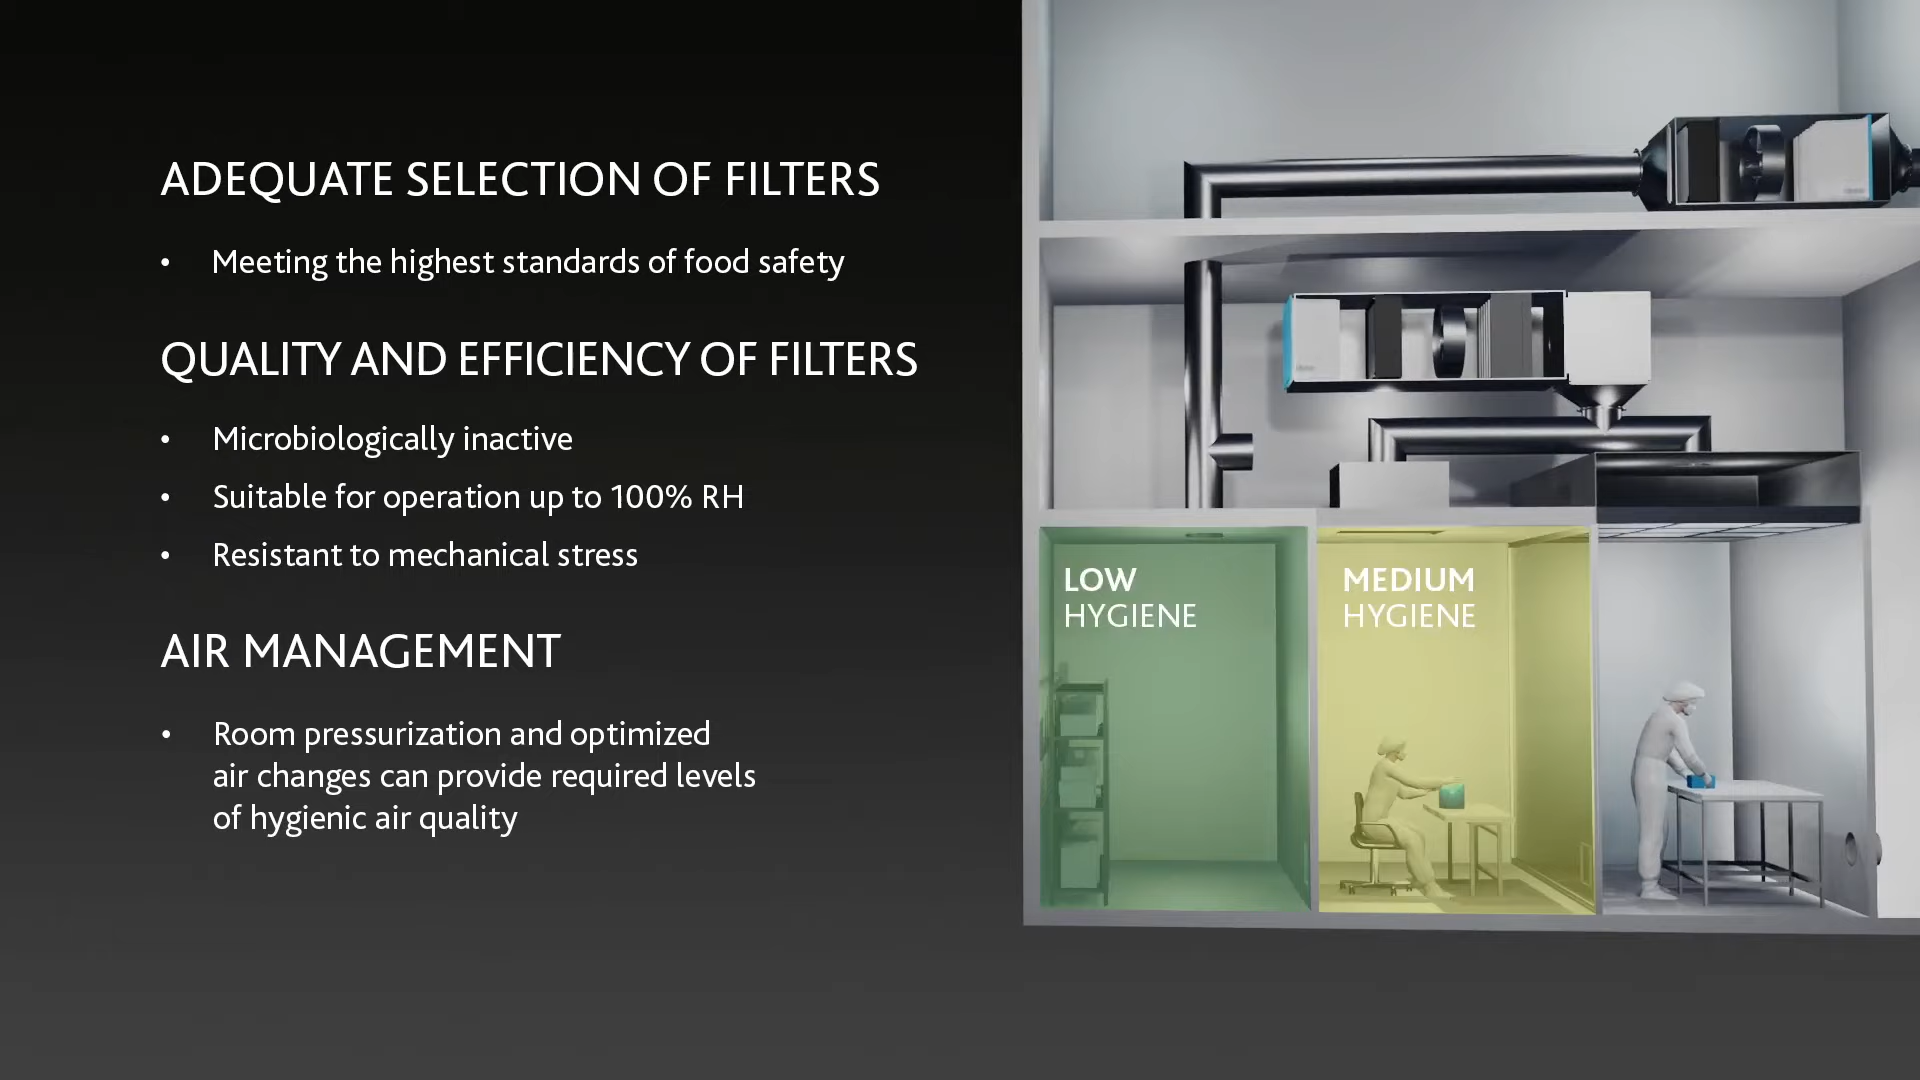 ADEQUATE SELECTION OF FILTERS
• Meeting the highest standards of food safety
QUALITY AND EFFICIENCY OF FILTERS
• Microbiologically inactive
• Suitable for operation up to 100% RH
• Resistant to mechanical stress
AIR MANAGEMENT
• Room pressurization and optimized
air changes can provide required levels
of hygienic air quality
LOW
HYGIENE
MEDIUM
HYGIENE